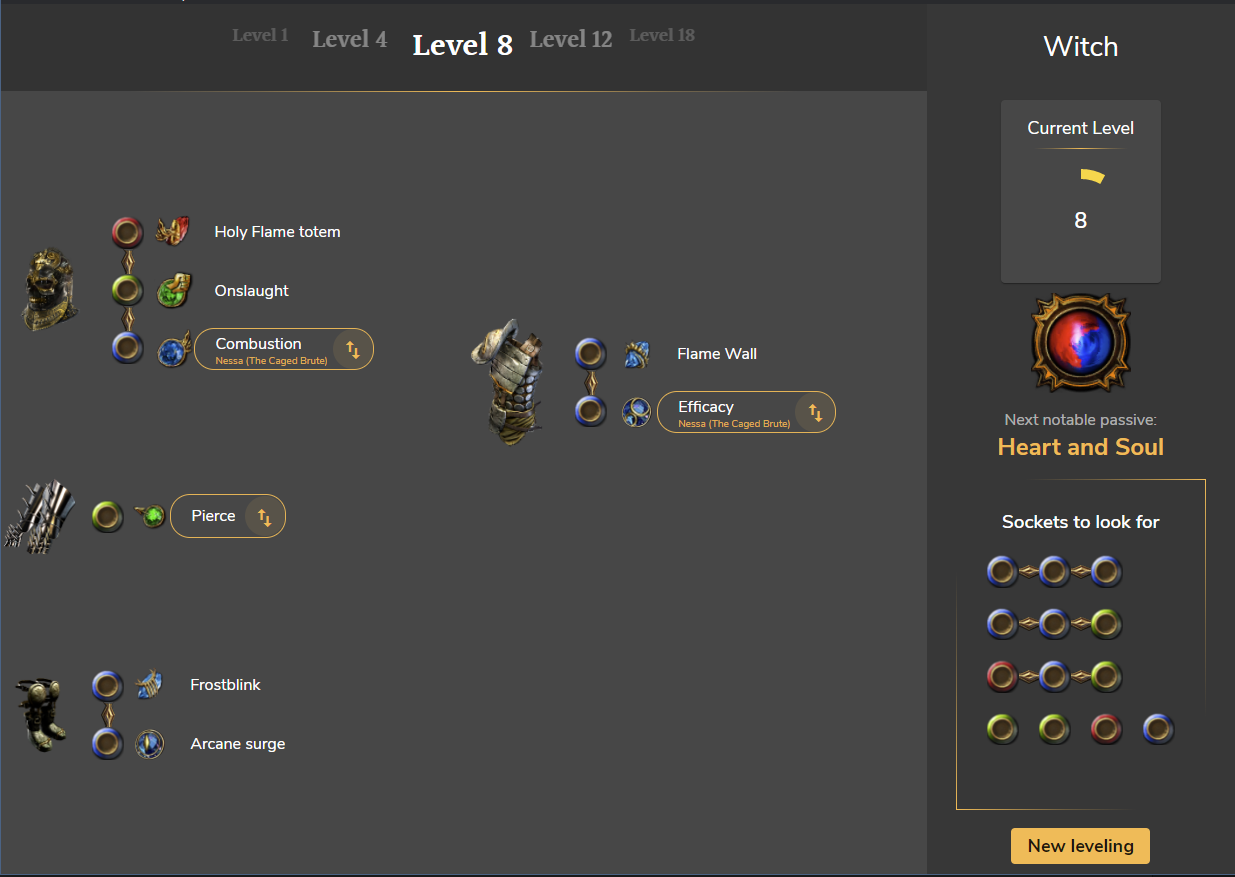 Level 1
Level 4
Level 8
Level 12
Level 18
Holy Flame totem
Onslaught
Combustion
Nessa (The Caged Brute)
Flame Wall
Efficacy
Nessa (The Caged Brute)
Pierce
Frostblink
Arcane surge
Witch
Current Level
8
Next notable passive:
Heart and Soul
Sockets to look for
New leveling